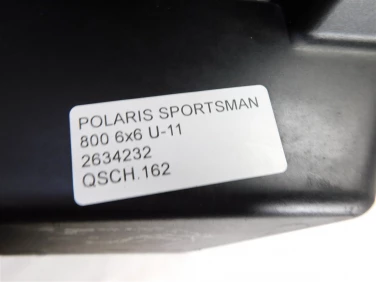 POLARIS SPORTSMAN
800 6x6 U-11
2634232
QSCH.162